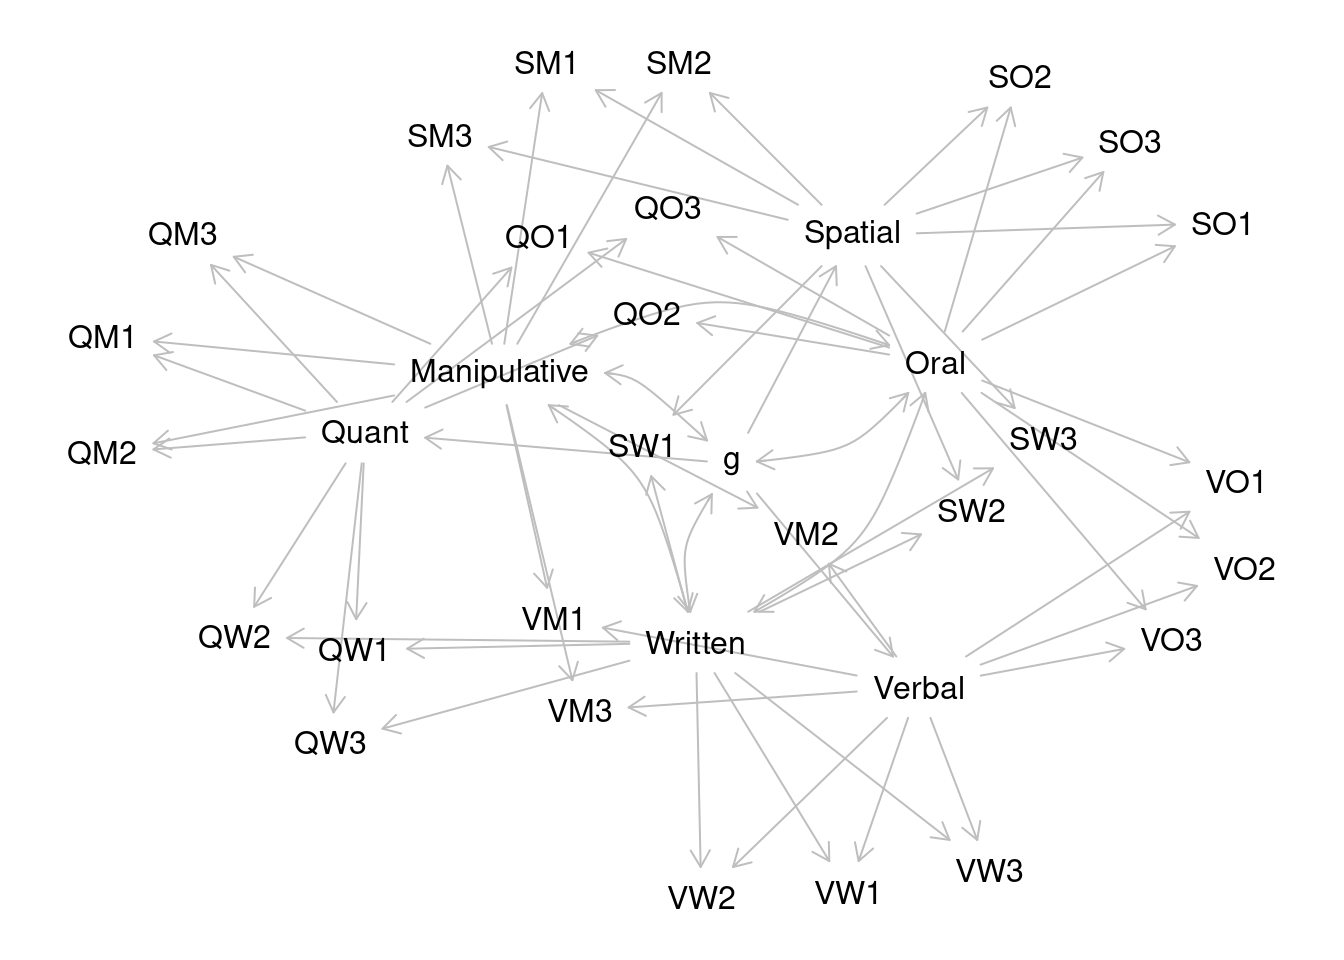 SM1
SM2
SO2
SM3
SO3
QO3
SO1
QM3
QO1
Spatial
QO2
QM1
Oral
Manipulative
Quant
SW3
SW1
QM2
g
VO1
SW2
VM2
VO2
VM1
QW2
VO3
Written
QW1
Verbal
VM3
QW3
VW3
VW1
VW2